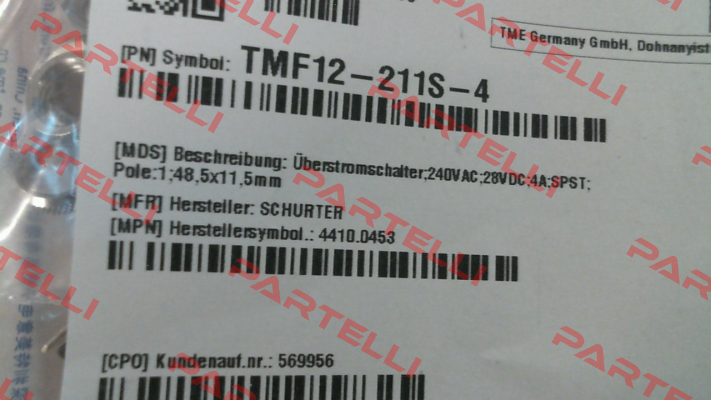 TME Germany GmbH, Dohnanyist
[PN] Symbol: TMF12-211S-4
[MDS] Beschreibung: Überstromschalter;240VAC;28VDC;4A;SPST;
Pole:1;48,5x11,5mm
[MFR] Hersteller: SCHURTER
[MPN] Herstellersymbol.: 4410.0453
[CPO] Kundenauf.nr.: 569956
PARTELLI
PARTELLI
PARTELLI
PARTELLI
PARTELLI
PARTELLI
PARTELLI
PARTELLI
PARTELLI